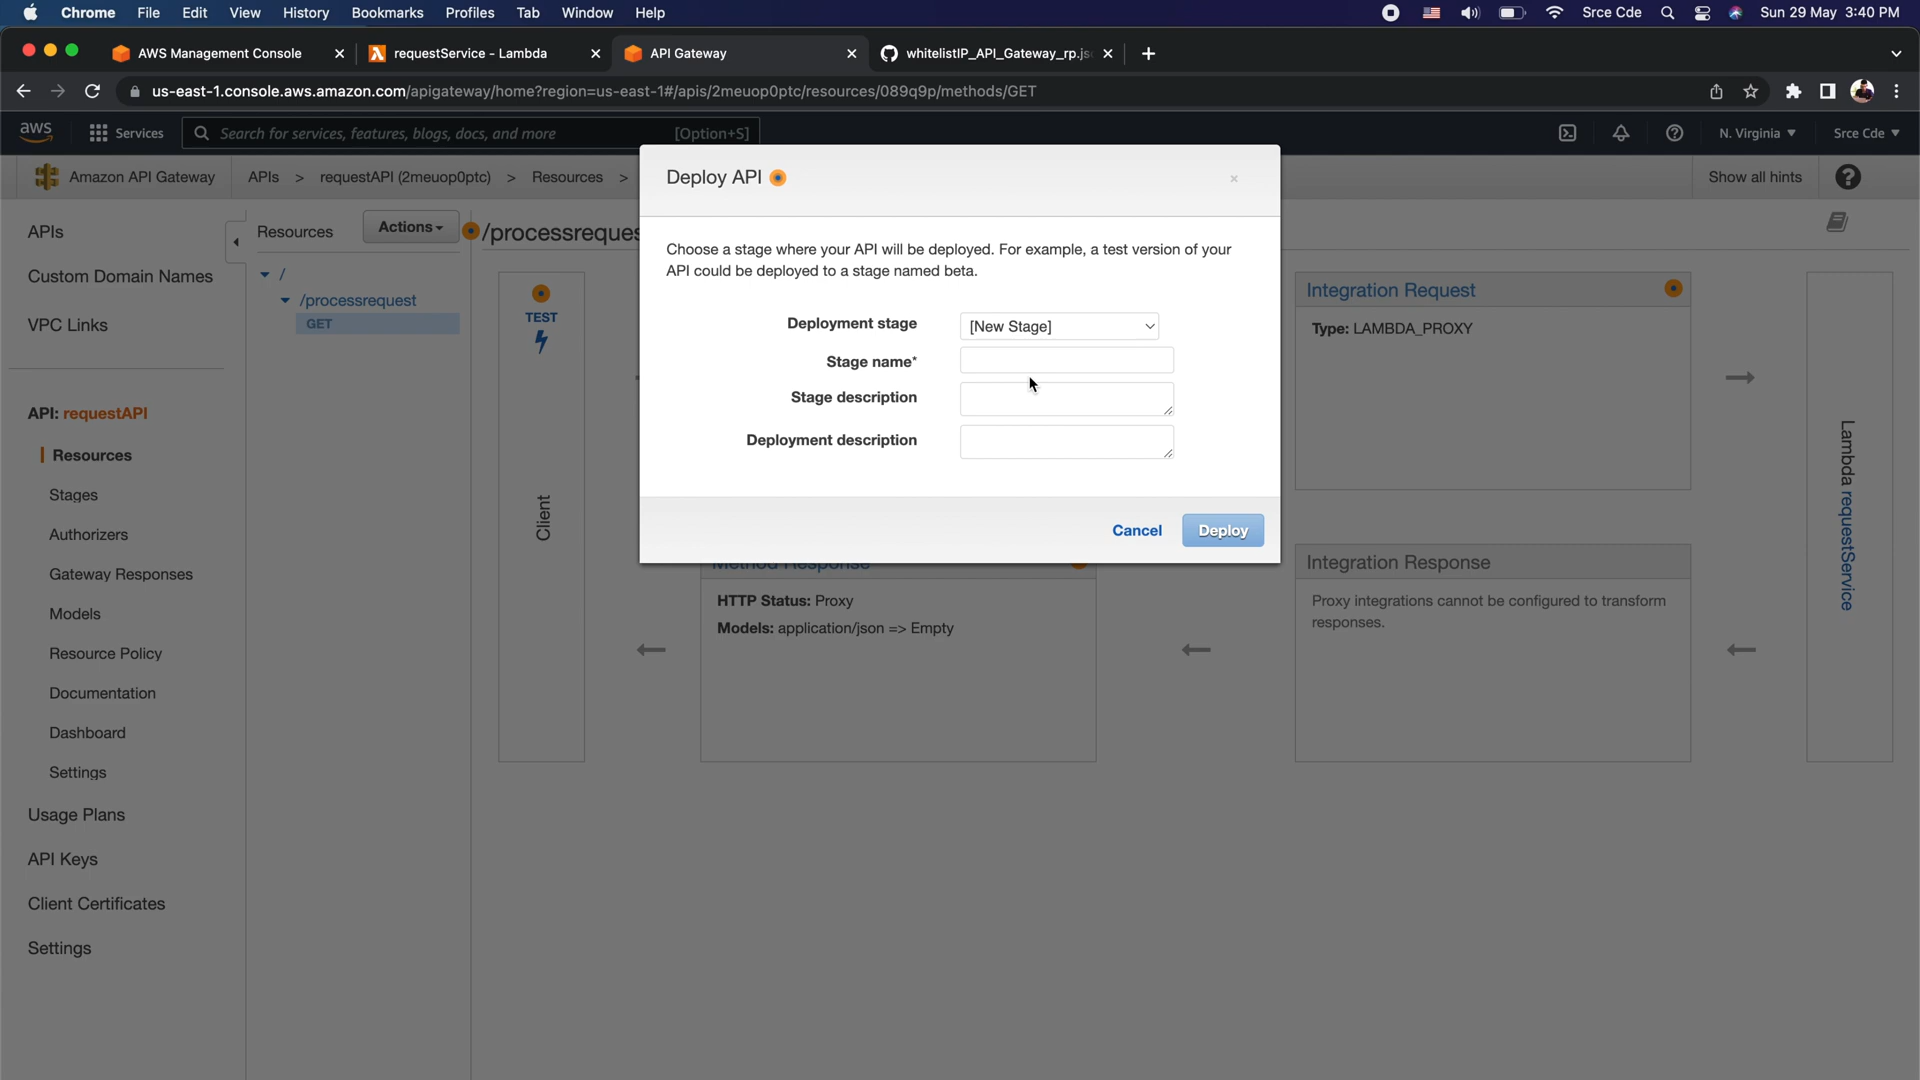 Chrome File Edit View History Bookmarks Profiles Tab Window Help Srce Cde Sun 29 May 3:40 PM
AWS Management Console requestService - Lambda API Gateway whitelistIP_API_Gateway_rp.js
us-east-1.console.aws.amazon.com/apigateway/home?region=us-east-1#/apis/2meuop0ptc/resources/089q9p/methods/GET
aws Services Search for services, features, blogs, docs, and more [Option+S] N. Virginia Srce Cde
Amazon API Gateway APIs > requestAPI (2meuop0ptc) > Resources > Show all hints
APIs
Custom Domain Names
VPC Links
API: requestAPI
Resources
Stages
Authorizers
Gateway Responses
Models
Resource Policy
Documentation
Dashboard
Settings
Usage Plans
API Keys
Client Certificates
Settings
Resources Actions
/
/processrequest
GET
/processreques
TEST
Client
Deploy API
Choose a stage where your API will be deployed. For example, a test version of your
API could be deployed to a stage named beta.
Deployment stage [New Stage]
Stage name*
Stage description
Deployment description
Cancel Deploy
Method Response
HTTP Status: Proxy
Models: application/json => Empty
Integration Request
Type: LAMBDA_PROXY
Integration Response
Proxy integrations cannot be configured to transform
responses.
Lambda requestService